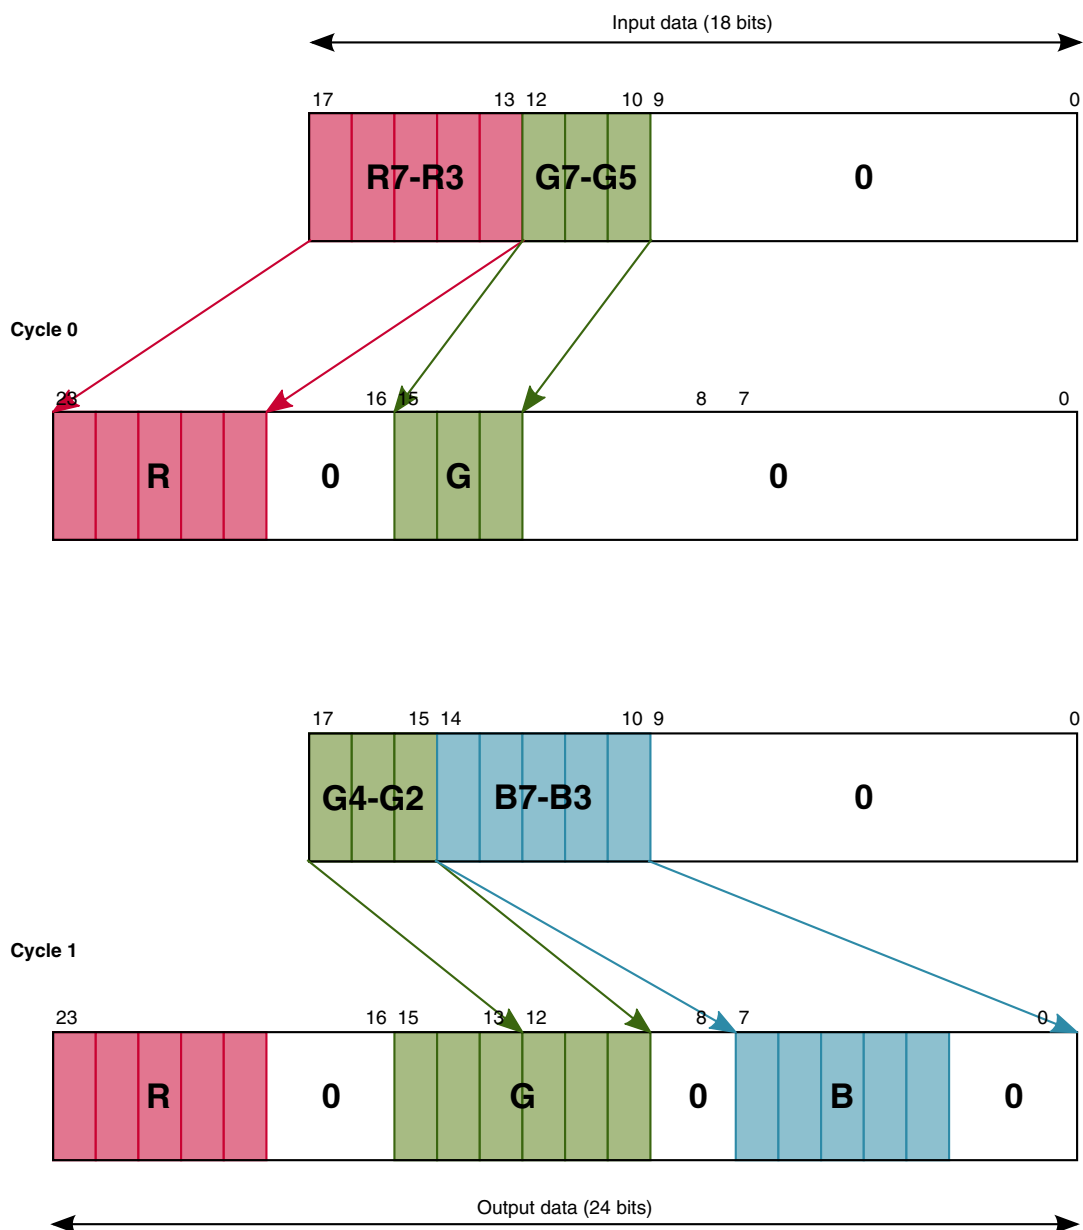 Input data (18 bits)
17 13 12 10 9 0
R7-R3 G7-G5 0
Cycle 0
23 16 15 8 7 0
R 0 G 0
17 15 14 10 9 0
G4-G2 B7-B3 0
Cycle 1
23 16 15 13 12 8 7 0
R 0 G 0 B 0
Output data (24 bits)